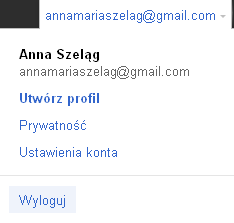 annamariaszelag@gmail.com
Anna Szeląg
annamariaszelag@gmail.com
Utwórz profil
Prywatność
Ustawienia konta
Wyloguj